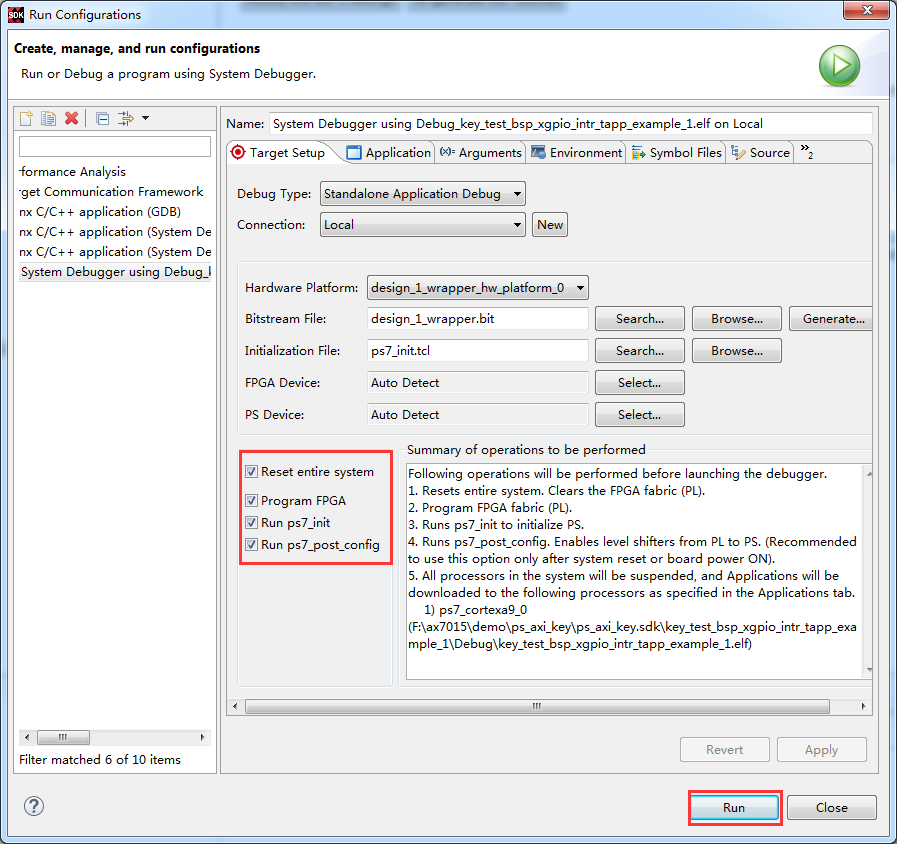 SDK Run Configurations
Create, manage, and run configurations
Run or Debug a program using System Debugger.
formance Analysis
get Communication Framework
nx C/C++ application (GDB)
nx C/C++ application (System De
nx C/C++ application (System De
System Debugger using Debug_k
Filter matched 6 of 10 items
Name: System Debugger using Debug_key_test_bsp_xgpio_intr_tapp_example_1.elf on Local
Target Setup Application (x)= Arguments Environment Symbol Files Source »2
Debug Type: Standalone Application Debug
Connection: Local New
Hardware Platform: design_1_wrapper_hw_platform_0
Bitstream File: design_1_wrapper.bit Search... Browse... Generate...
Initialization File: ps7_init.tcl Search... Browse...
FPGA Device: Auto Detect Select...
PS Device: Auto Detect Select...
Reset entire system
Program FPGA
Run ps7_init
Run ps7_post_config
Summary of operations to be performed
Following operations will be performed before launching the debugger.
1. Resets entire system. Clears the FPGA fabric (PL).
2. Program FPGA fabric (PL).
3. Runs ps7_init to initialize PS.
4. Runs ps7_post_config. Enables level shifters from PL to PS. (Recommended
to use this option only after system reset or board power ON).
5. All processors in the system will be suspended, and Applications will be
downloaded to the following processors as specified in the Applications tab.
1) ps7_cortexa9_0
(F:\ax7015\demo\ps_axi_key\ps_axi_key.sdk\key_test_bsp_xgpio_intr_tapp_exa
mple_1\Debug\key_test_bsp_xgpio_intr_tapp_example_1.elf)
Revert Apply
? Run Close